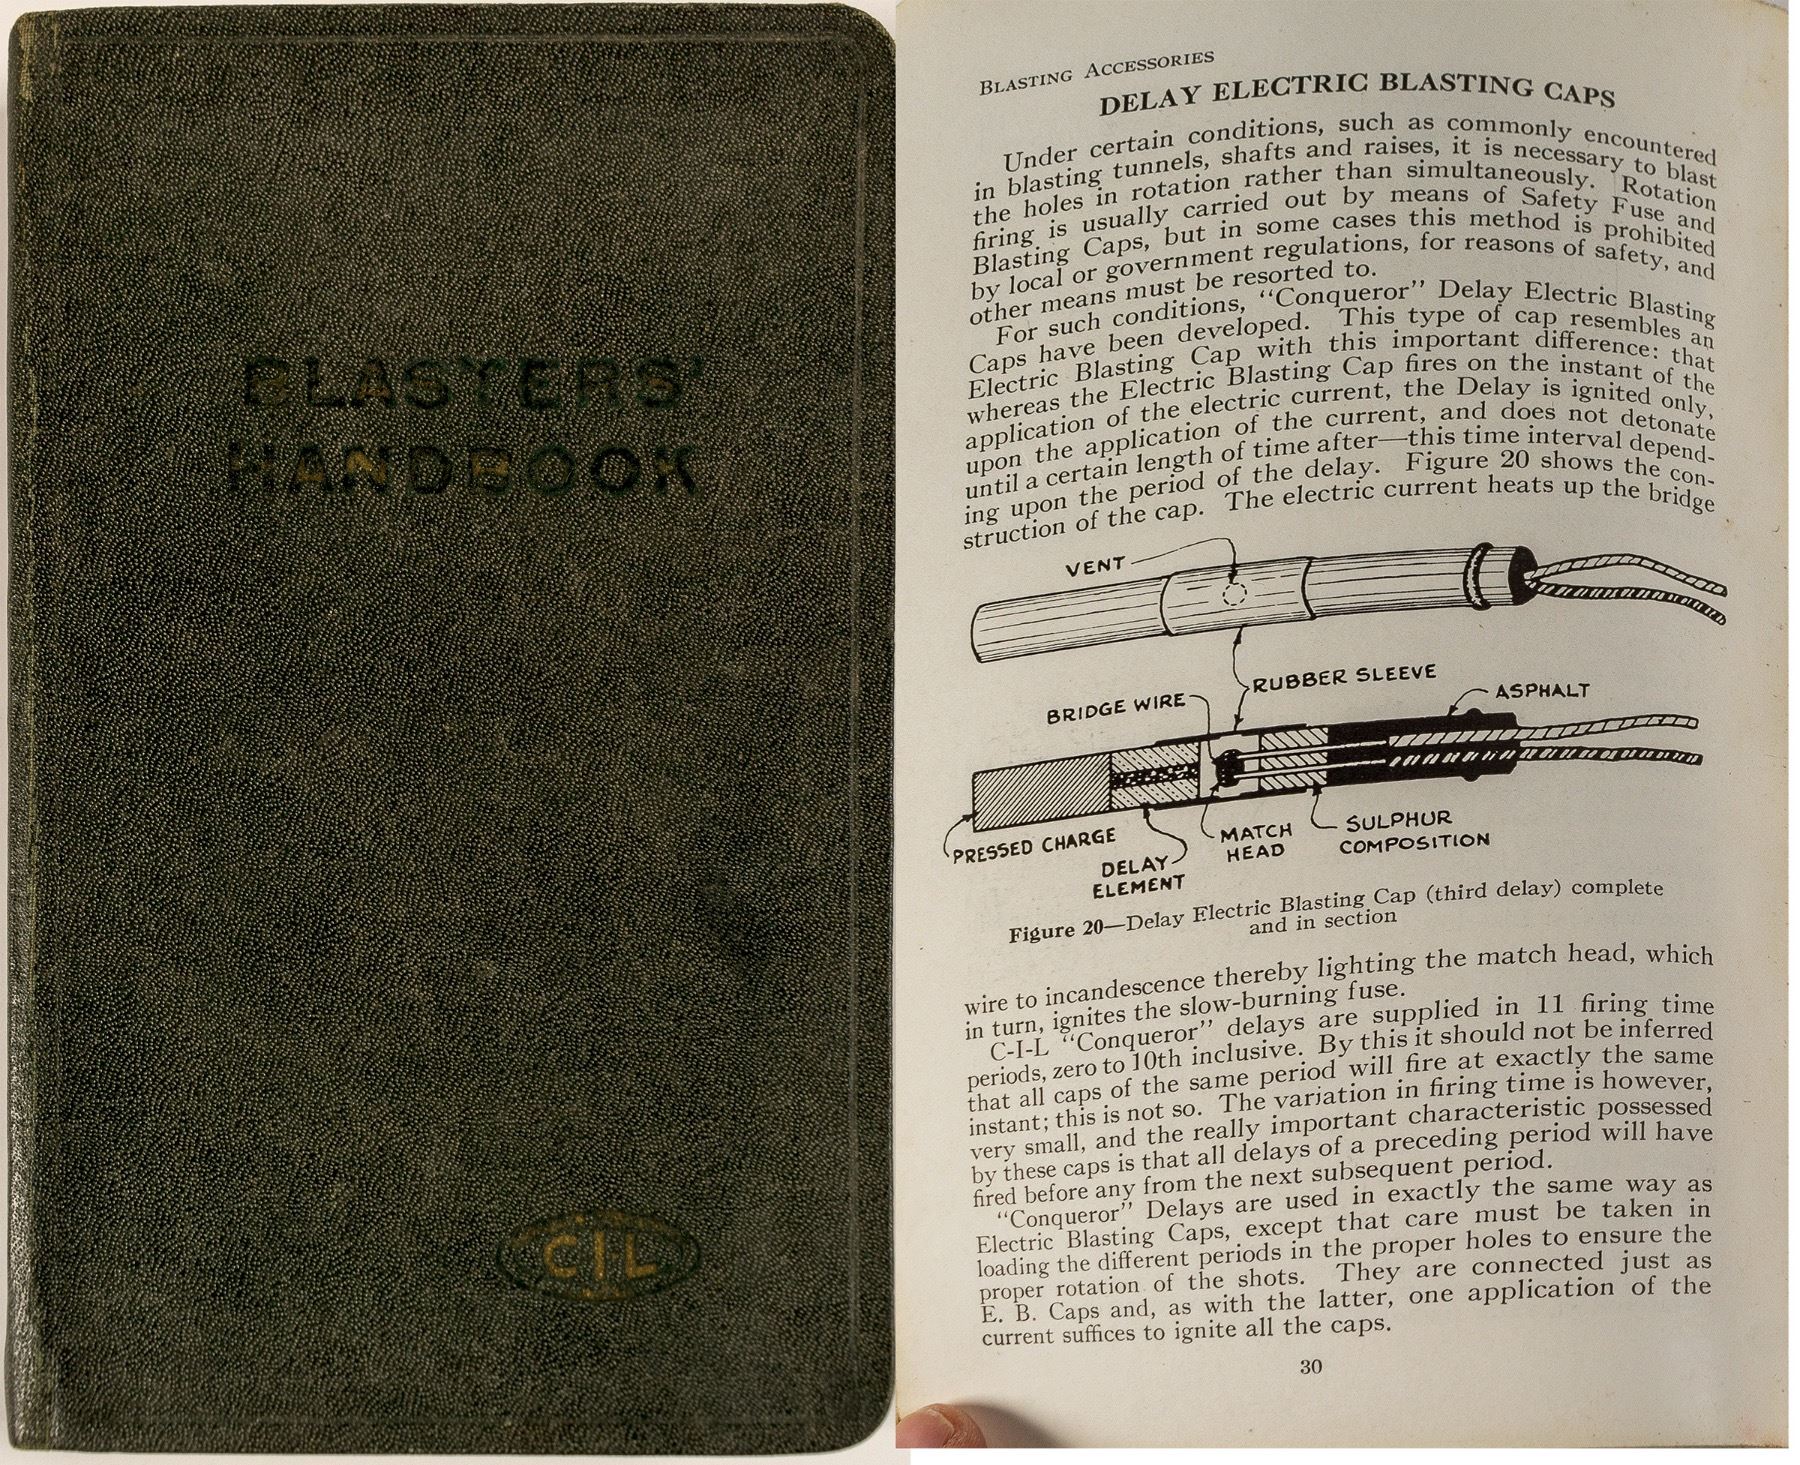 BLASTERS'
HANDBOOK
CIL
BLASTING ACCESSORIES
DELAY ELECTRIC BLASTING CAPS
Under certain conditions, such as commonly encountered
in blasting tunnels, shafts and raises, it is necessary to blast
the holes in rotation rather than simultaneously. Rotation
firing is usually carried out by means of Safety Fuse and
Blasting Caps, but in some cases this method is prohibited
by local or government regulations, for reasons of safety, and
other means must be resorted to.
For such conditions, "Conqueror" Delay Electric Blasting
Caps have been developed. This type of cap resembles an
Electric Blasting Cap with this important difference: that
whereas the Electric Blasting Cap fires on the instant of the
application of the electric current, the Delay is ignited only,
upon the application of the current, and does not detonate
until a certain length of time after—this time interval depend-
ing upon the period of the delay. Figure 20 shows the con-
struction of the cap. The electric current heats up the bridge
VENT
RUBBER SLEEVE
BRIDGE WIRE
ASPHALT
PRESSED CHARGE
DELAY
ELEMENT
MATCH
HEAD
SULPHUR
COMPOSITION
Figure 20—Delay Electric Blasting Cap (third delay) complete
and in section
wire to incandescence thereby lighting the match head, which
in turn, ignites the slow-burning fuse.
C-I-L "Conqueror" delays are supplied in 11 firing time
periods, zero to 10th inclusive. By this it should not be inferred
that all caps of the same period will fire at exactly the same
instant; this is not so. The variation in firing time is however,
very small, and the really important characteristic possessed
by these caps is that all delays of a preceding period will have
fired before any from the next subsequent period.
"Conqueror" Delays are used in exactly the same way as
Electric Blasting Caps, except that care must be taken in
loading the different periods in the proper holes to ensure the
proper rotation of the shots. They are connected just as
E. B. Caps and, as with the latter, one application of the
current suffices to ignite all the caps.
30